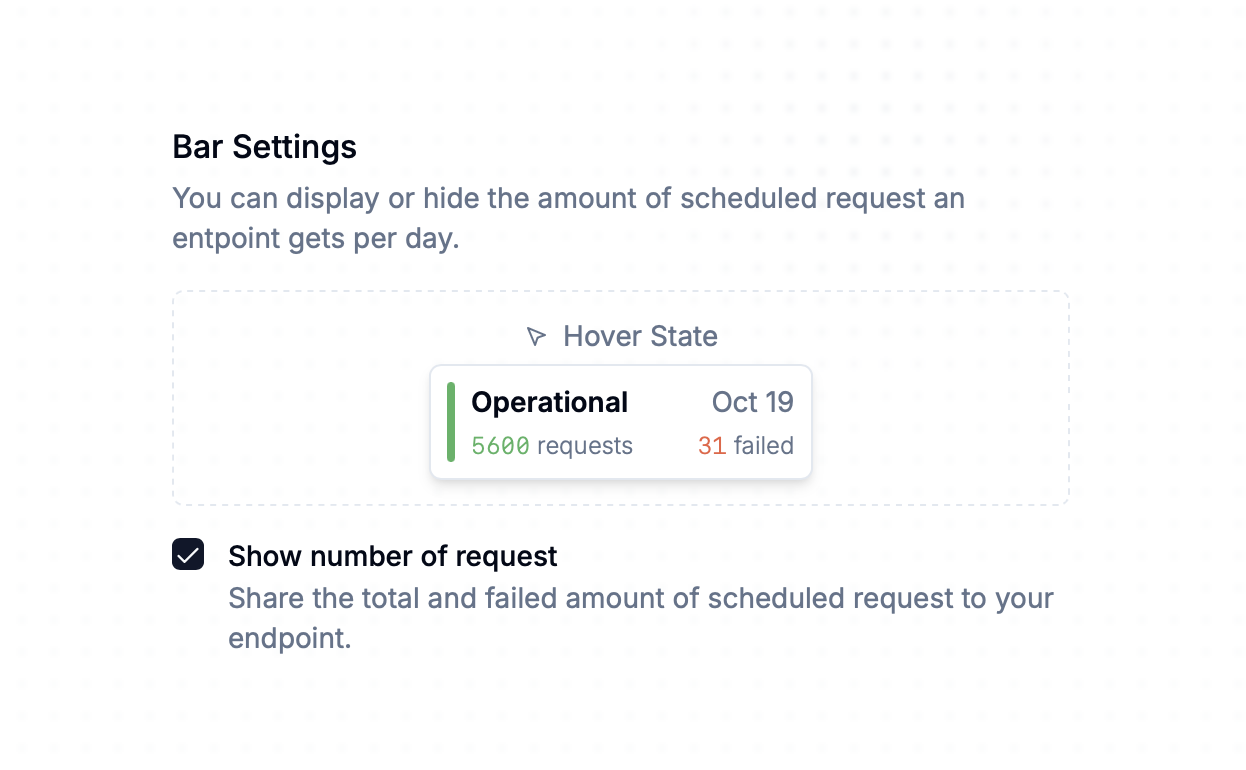 Bar Settings
You can display or hide the amount of scheduled request an
entpoint gets per day.
Hover State
Operational Oct 19
5600 requests 31 failed
Show number of request
Share the total and failed amount of scheduled request to your
endpoint.